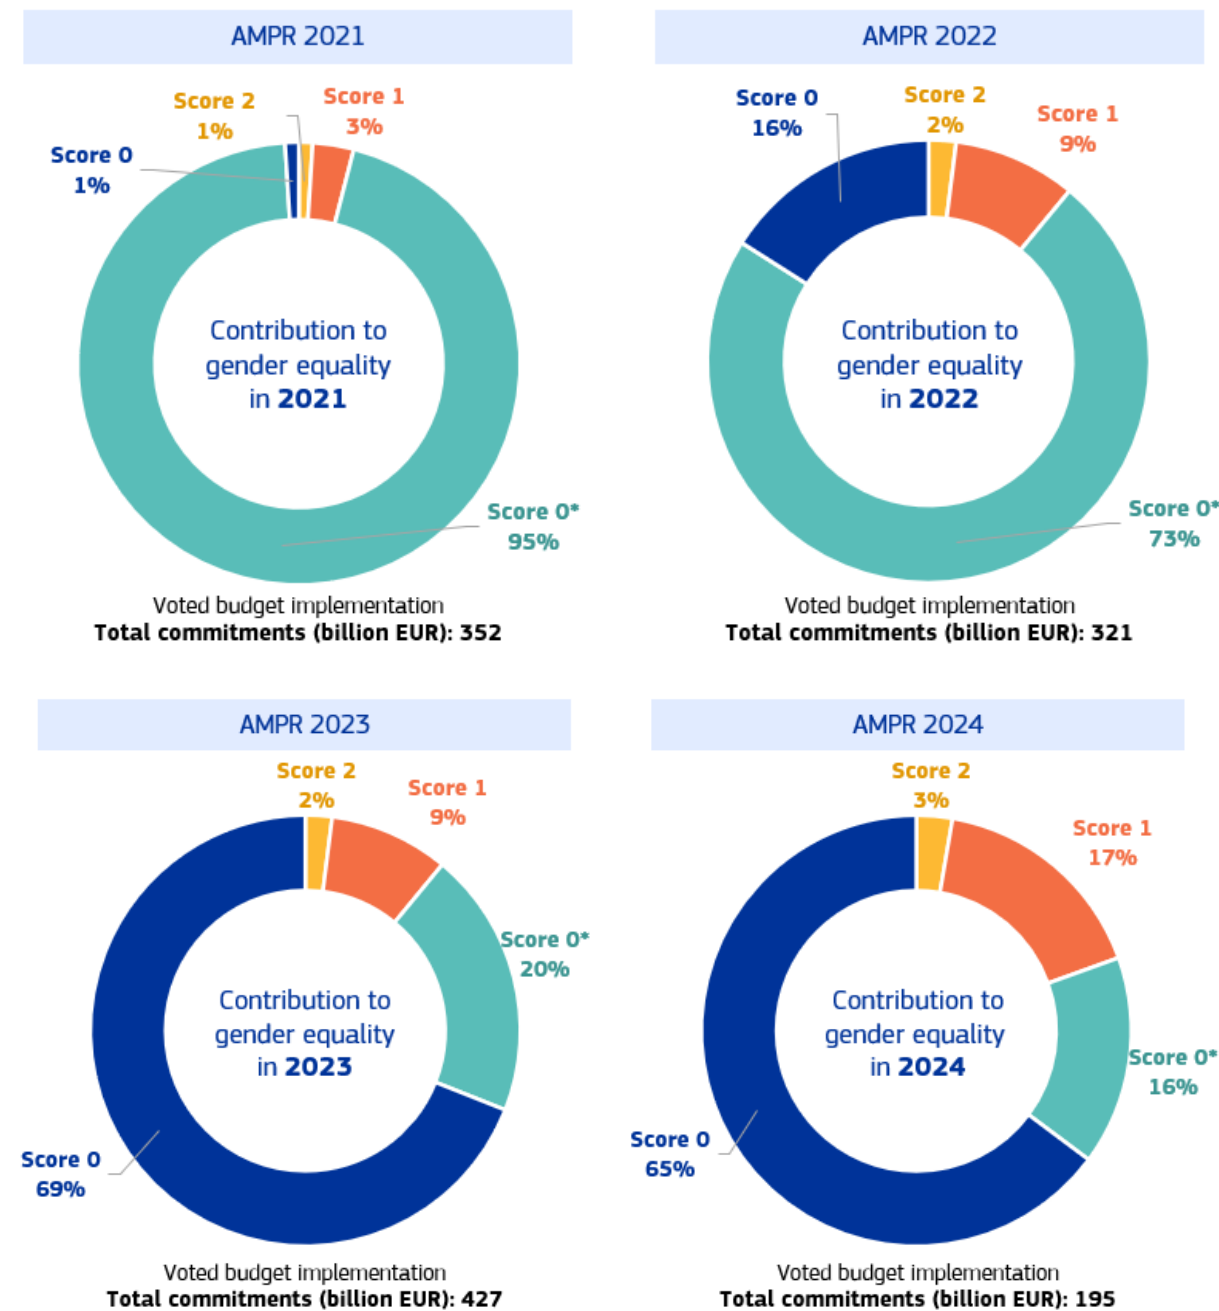 AMPR 2021
Score 2
1%
Score 1
3%
Score 0
1%
Contribution to
gender equality
in 2021
Score 0*
95%
Voted budget implementation
Total commitments (billion EUR): 352
AMPR 2022
Score 0
16%
Score 2
2%
Score 1
9%
Contribution to
gender equality
in 2022
Score 0*
73%
Voted budget implementation
Total commitments (billion EUR): 321
AMPR 2023
Score 2
2%
Score 1
9%
Score 0*
20%
Contribution to
gender equality
in 2023
Score 0
69%
Voted budget implementation
Total commitments (billion EUR): 427
AMPR 2024
Score 2
3%
Score 1
17%
Contribution to
gender equality
in 2024
Score 0*
16%
Score 0
65%
Voted budget implementation
Total commitments (billion EUR): 195